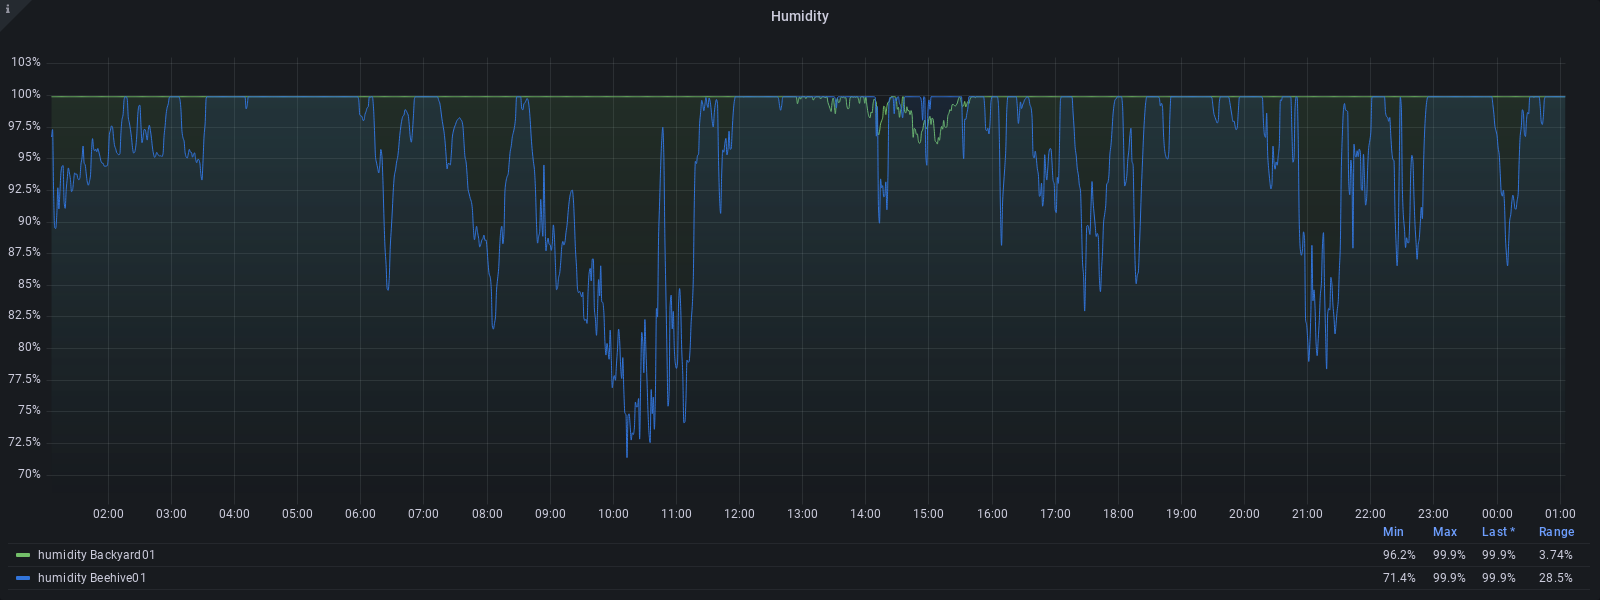 i
Humidity
103%
100%
97.5%
95%
92.5%
90%
87.5%
85%
82.5%
80%
77.5%
75%
72.5%
70%
02:00 03:00 04:00 05:00 06:00 07:00 08:00 09:00 10:00 11:00 12:00 13:00 14:00 15:00 16:00 17:00 18:00 19:00 20:00 21:00 22:00 23:00 00:00 01:00
Min Max Last * Range
humidity Backyard01 96.2% 99.9% 99.9% 3.74%
humidity Beehive01 71.4% 99.9% 99.9% 28.5%